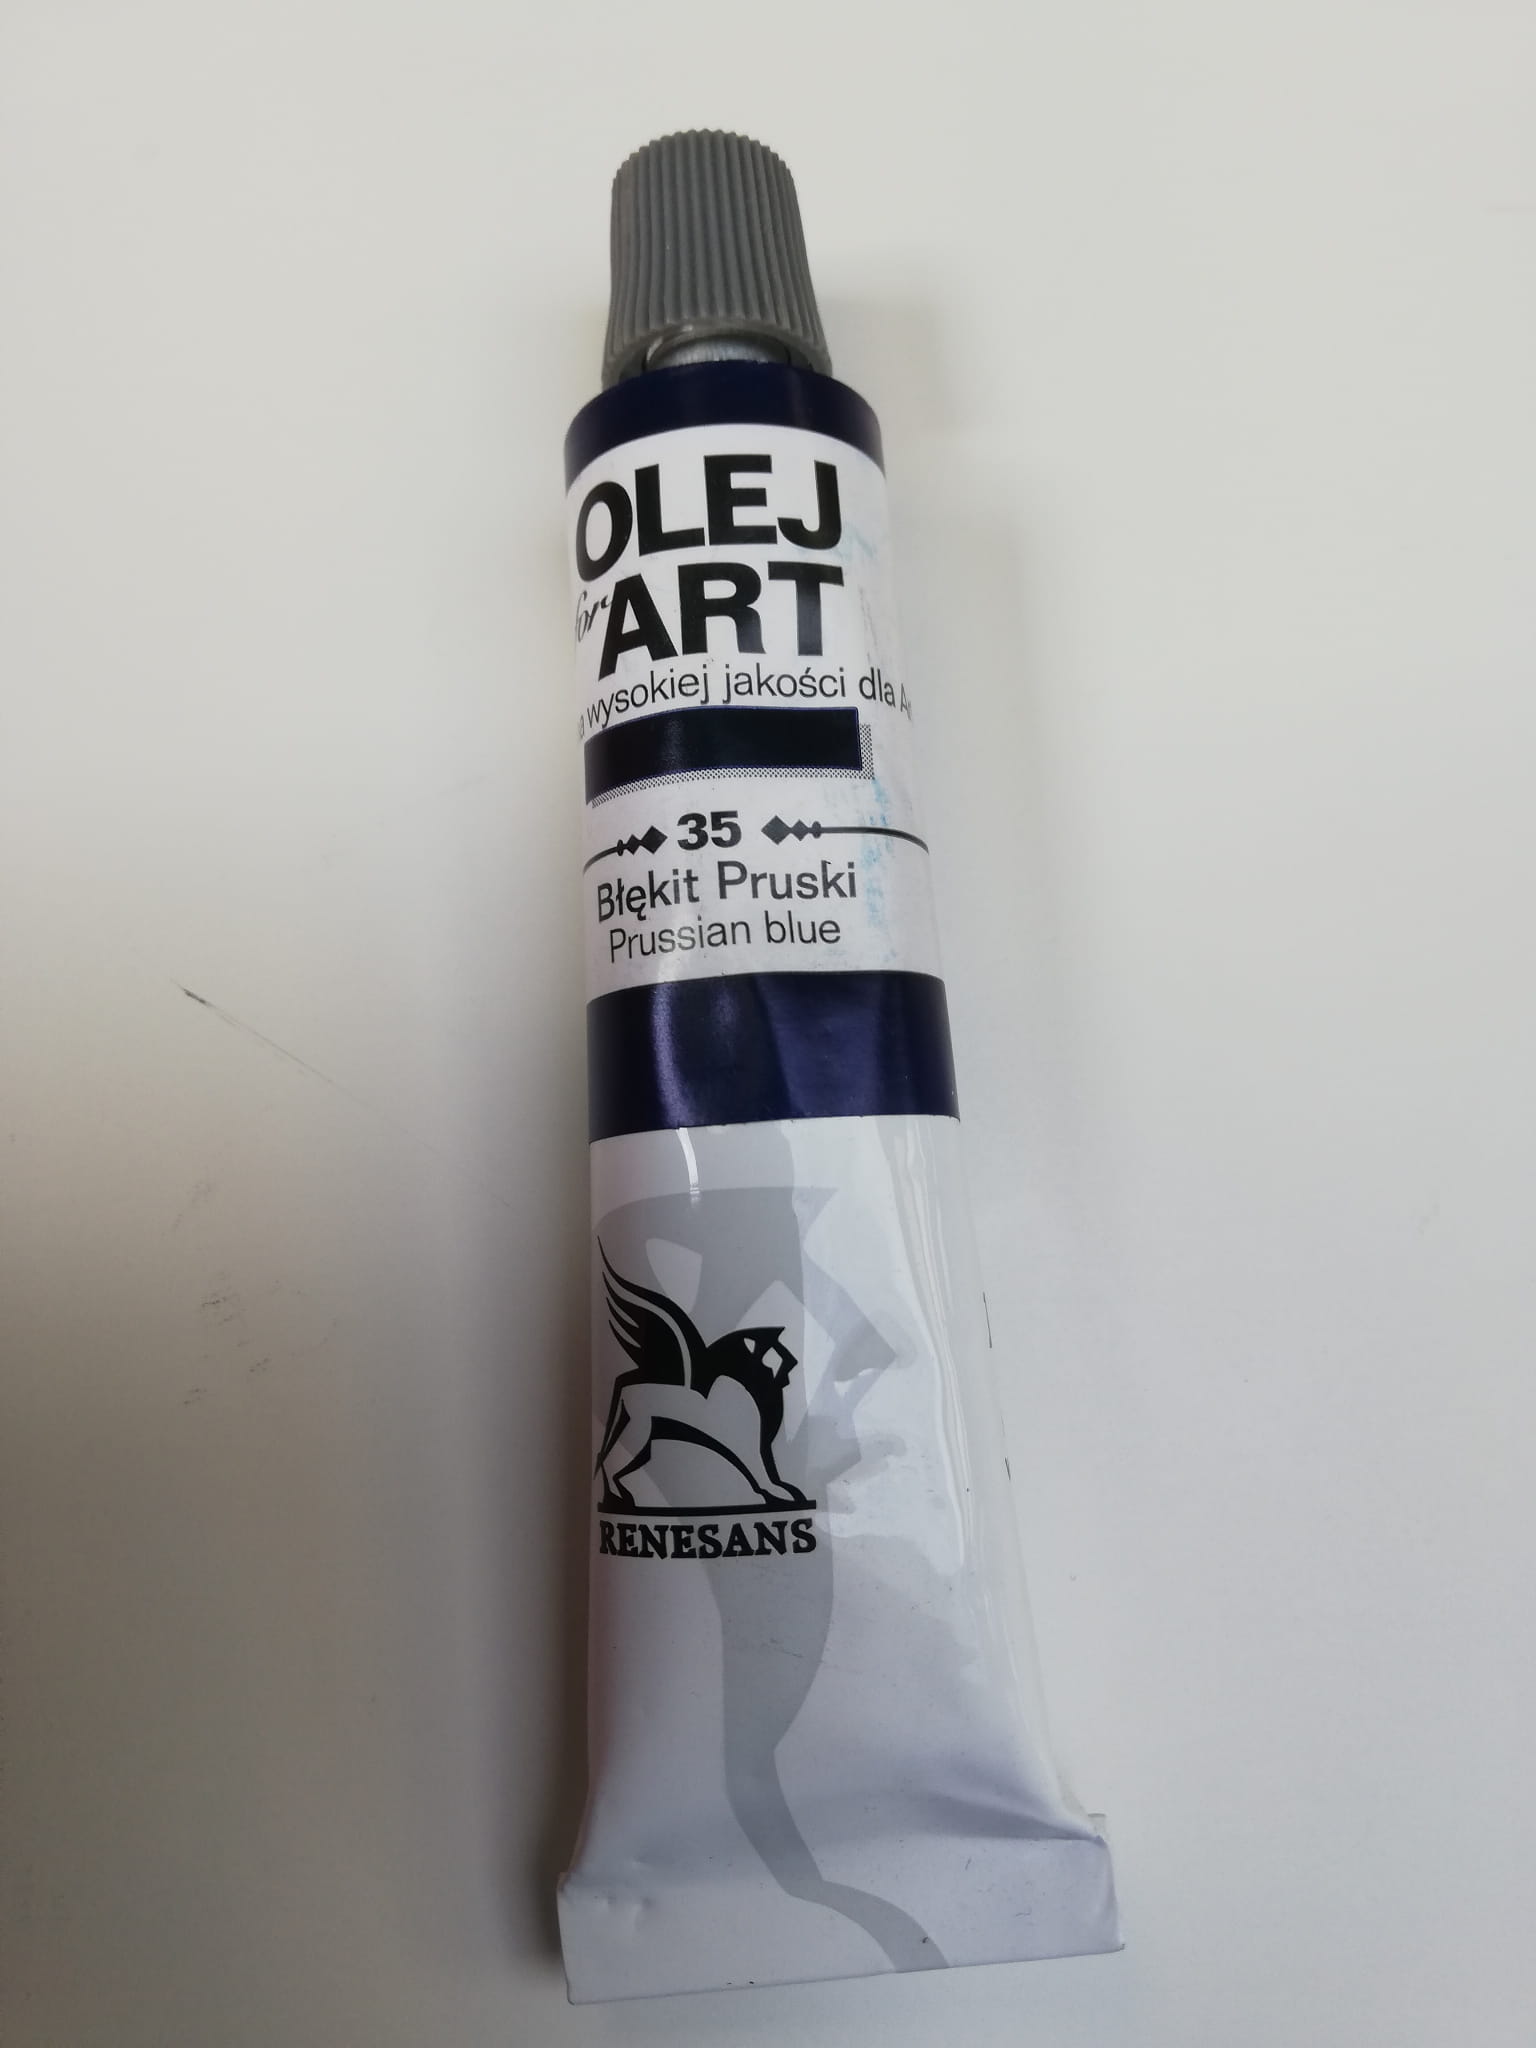 OLEJ
for ART
wysokiej jakości dla
35
Błękit Pruski
Prussian blue
RENESANS